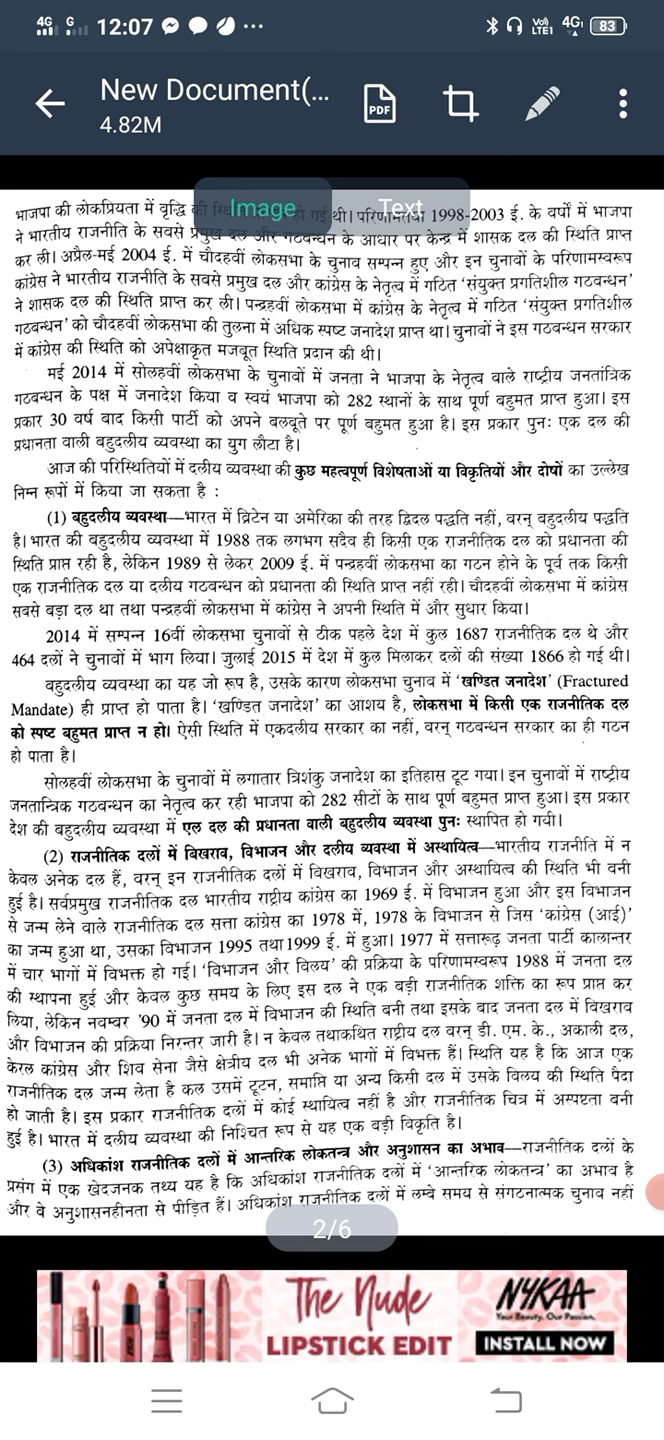 4G G 12:07 ... Vo) LTE1 4G 83
New Document(...
4.82M
PDF
Image Text
भाजपा की लोकप्रियता में वृद्धि की हो गई थी। परिणामतया 1998-2003 ई. के वर्षों में भाजपा
ने भारतीय राजनीति के सबसे प्रमुख दल और गठबन्धन के आधार पर केन्द्र में शासक दल की स्थिति प्राप्त
कर ली। अप्रैल-मई 2004 ई. में चौदहवीं लोकसभा के चुनाव सम्पन्न हुए और इन चुनावों के परिणामस्वरूप
कांग्रेस ने भारतीय राजनीति के सबसे प्रमुख दल और कांग्रेस के नेतृत्व में गठित ‘संयुक्त प्रगतिशील गठबन्धन’
ने शासक दल की स्थिति प्राप्त कर ली। पन्द्रहवीं लोकसभा में कांग्रेस के नेतृत्व में गठित ‘संयुक्त प्रगतिशील
गठबन्धन’ को चौदहवीं लोकसभा की तुलना में अधिक स्पष्ट जनादेश प्राप्त था। चुनावों ने इस गठबन्धन सरकार
में कांग्रेस की स्थिति को अपेक्षाकृत मजबूत स्थिति प्रदान की थी।
मई 2014 में सोलहवीं लोकसभा के चुनावों में जनता ने भाजपा के नेतृत्व वाले राष्ट्रीय जनतांत्रिक
गठबन्धन के पक्ष में जनादेश किया व स्वयं भाजपा को 282 स्थानों के साथ पूर्ण बहुमत प्राप्त हुआ। इस
प्रकार 30 वर्ष बाद किसी पार्टी को अपने बलबूते पर पूर्ण बहुमत हुआ है। इस प्रकार पुनः एक दल की
प्रधानता वाली बहुदलीय व्यवस्था का युग लौटा है।
आज की परिस्थितियों में दलीय व्यवस्था की कुछ महत्वपूर्ण विशेषताओं या विकृतियों और दोषों का उल्लेख
निम्न रूपों में किया जा सकता है :
(1) बहुदलीय व्यवस्था—भारत में ब्रिटेन या अमेरिका की तरह द्विदल पद्धति नहीं, वरन् बहुदलीय पद्धति
है। भारत की बहुदलीय व्यवस्था में 1988 तक लगभग सदैव ही किसी एक राजनीतिक दल को प्रधानता की
स्थिति प्राप्त रही है, लेकिन 1989 से लेकर 2009 ई. में पन्द्रहवीं लोकसभा का गठन होने के पूर्व तक किसी
एक राजनीतिक दल या दलीय गठबन्धन को प्रधानता की स्थिति प्राप्त नहीं रही। चौदहवीं लोकसभा में कांग्रेस
सबसे बड़ा दल था तथा पन्द्रहवीं लोकसभा में कांग्रेस ने अपनी स्थिति में और सुधार किया।
2014 में सम्पन्न 16वीं लोकसभा चुनावों से ठीक पहले देश में कुल 1687 राजनीतिक दल थे और
464 दलों ने चुनावों में भाग लिया। जुलाई 2015 में देश में कुल मिलाकर दलों की संख्या 1866 हो गई थी।
बहुदलीय व्यवस्था का यह जो रूप है, उसके कारण लोकसभा चुनाव में ‘खण्डित जनादेश’ (Fractured
Mandate) ही प्राप्त हो पाता है। ‘खण्डित जनादेश’ का आशय है, लोकसभा में किसी एक राजनीतिक दल
को स्पष्ट बहुमत प्राप्त न हो। ऐसी स्थिति में एकदलीय सरकार का नहीं, वरन् गठबन्धन सरकार का ही गठन
हो पाता है।
सोलहवीं लोकसभा के चुनावों में लगातार त्रिशंकु जनादेश का इतिहास टूट गया। इन चुनावों में राष्ट्रीय
जनतान्त्रिक गठबन्धन का नेतृत्व कर रही भाजपा को 282 सीटों के साथ पूर्ण बहुमत प्राप्त हुआ। इस प्रकार
देश की बहुदलीय व्यवस्था में एल दल की प्रधानता वाली बहुदलीय व्यवस्था पुनः स्थापित हो गयी।
(2) राजनीतिक दलों में बिखराव, विभाजन और दलीय व्यवस्था में अस्थायित्व—भारतीय राजनीति में न
केवल अनेक दल हैं, वरन् इन राजनीतिक दलों में बिखराव, विभाजन और अस्थायित्व की स्थिति भी बनी
हुई है। सर्वप्रमुख राजनीतिक दल भारतीय राष्ट्रीय कांग्रेस का 1969 ई. में विभाजन हुआ और इस विभाजन
से जन्म लेने वाले राजनीतिक दल सत्ता कांग्रेस का 1978 में, 1978 के विभाजन से जिस ‘कांग्रेस (आई)’
का जन्म हुआ था, उसका विभाजन 1995 तथा 1999 ई. में हुआ। 1977 में सत्तारूढ़ जनता पार्टी कालान्तर
में चार भागों में विभक्त हो गई। ‘विभाजन और विलय’ की प्रक्रिया के परिणामस्वरूप 1988 में जनता दल
की स्थापना हुई और केवल कुछ समय के लिए इस दल ने एक बड़ी राजनीतिक शक्ति का रूप प्राप्त कर
लिया, लेकिन नवम्बर ’90 में जनता दल में विभाजन की स्थिति बनी तथा इसके बाद जनता दल में बिखराव
और विभाजन की प्रक्रिया निरन्तर जारी है। न केवल तथाकथित राष्ट्रीय दल वरन् डी. एम. के., अकाली दल,
केरल कांग्रेस और शिव सेना जैसे क्षेत्रीय दल भी अनेक भागों में विभक्त हैं। स्थिति यह है कि आज एक
राजनीतिक दल जन्म लेता है कल उसमें टूटन, समाप्ति या अन्य किसी दल में उसके विलय की स्थिति पैदा
हो जाती है। इस प्रकार राजनीतिक दलों में कोई स्थायित्व नहीं है और राजनीतिक चित्र में अस्पष्टता बनी
हुई है। भारत में दलीय व्यवस्था की निश्चित रूप से यह एक बड़ी विकृति है।
(3) अधिकांश राजनीतिक दलों में आन्तरिक लोकतन्त्र और अनुशासन का अभाव—राजनीतिक दलों के
प्रसंग में एक खेदजनक तथ्य यह है कि अधिकांश राजनीतिक दलों में ‘आन्तरिक लोकतन्त्र’ का अभाव है
और वे अनुशासनहीनता से पीड़ित हैं। अधिकांश राजनीतिक दलों में लम्बे समय से संगठनात्मक चुनाव नहीं
2/6
The Nude
LIPSTICK EDIT
NYKAA
Your Beauty. Our Passion.
INSTALL NOW